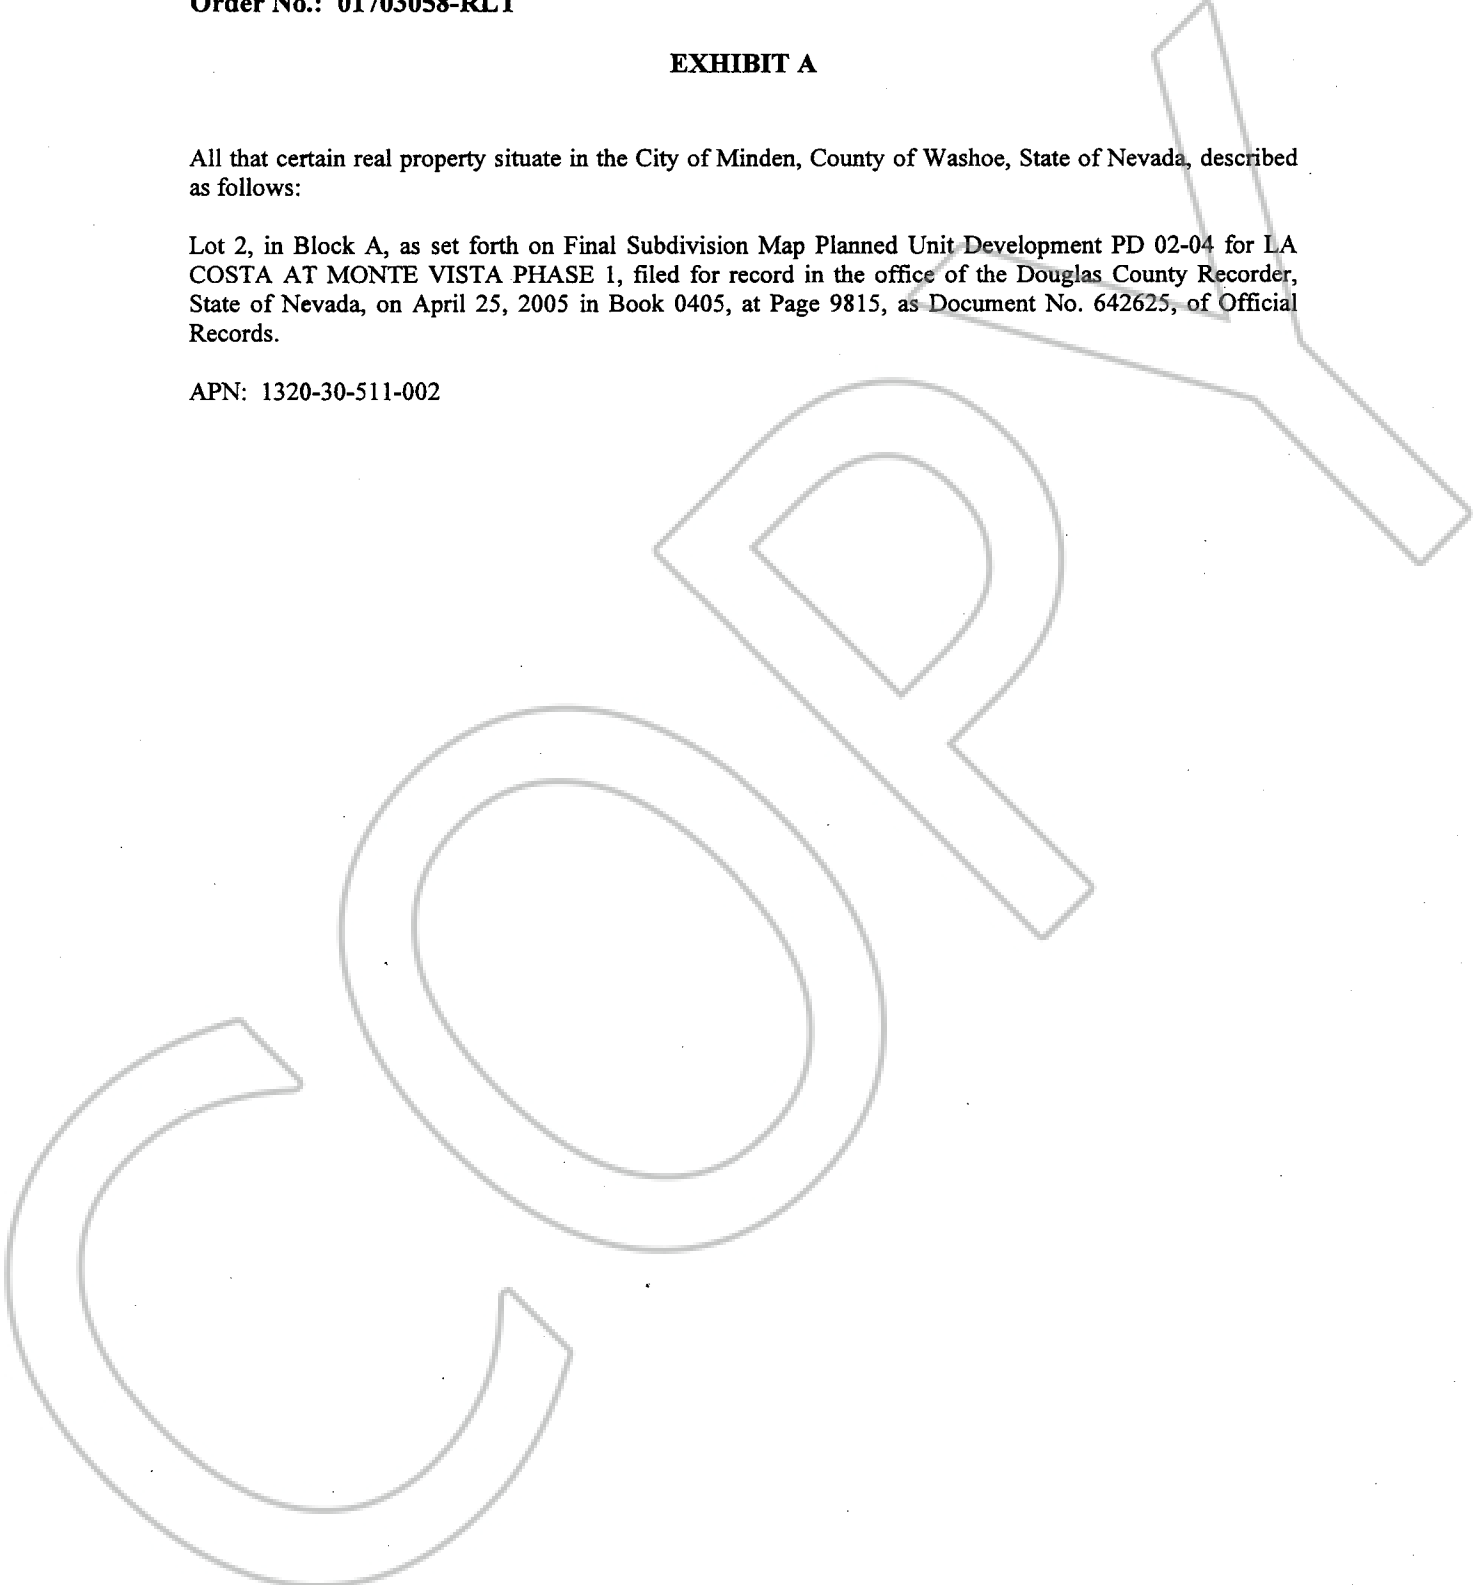 Order No.: 01703058-RLT
EXHIBIT A
All that certain real property situate in the City of Minden, County of Washoe, State of Nevada, described
as follows:
Lot 2, in Block A, as set forth on Final Subdivision Map Planned Unit Development PD 02-04 for LA
COSTA AT MONTE VISTA PHASE 1, filed for record in the office of the Douglas County Recorder,
State of Nevada, on April 25, 2005 in Book 0405, at Page 9815, as Document No. 642625, of Official
Records.
APN: 1320-30-511-002
COPY